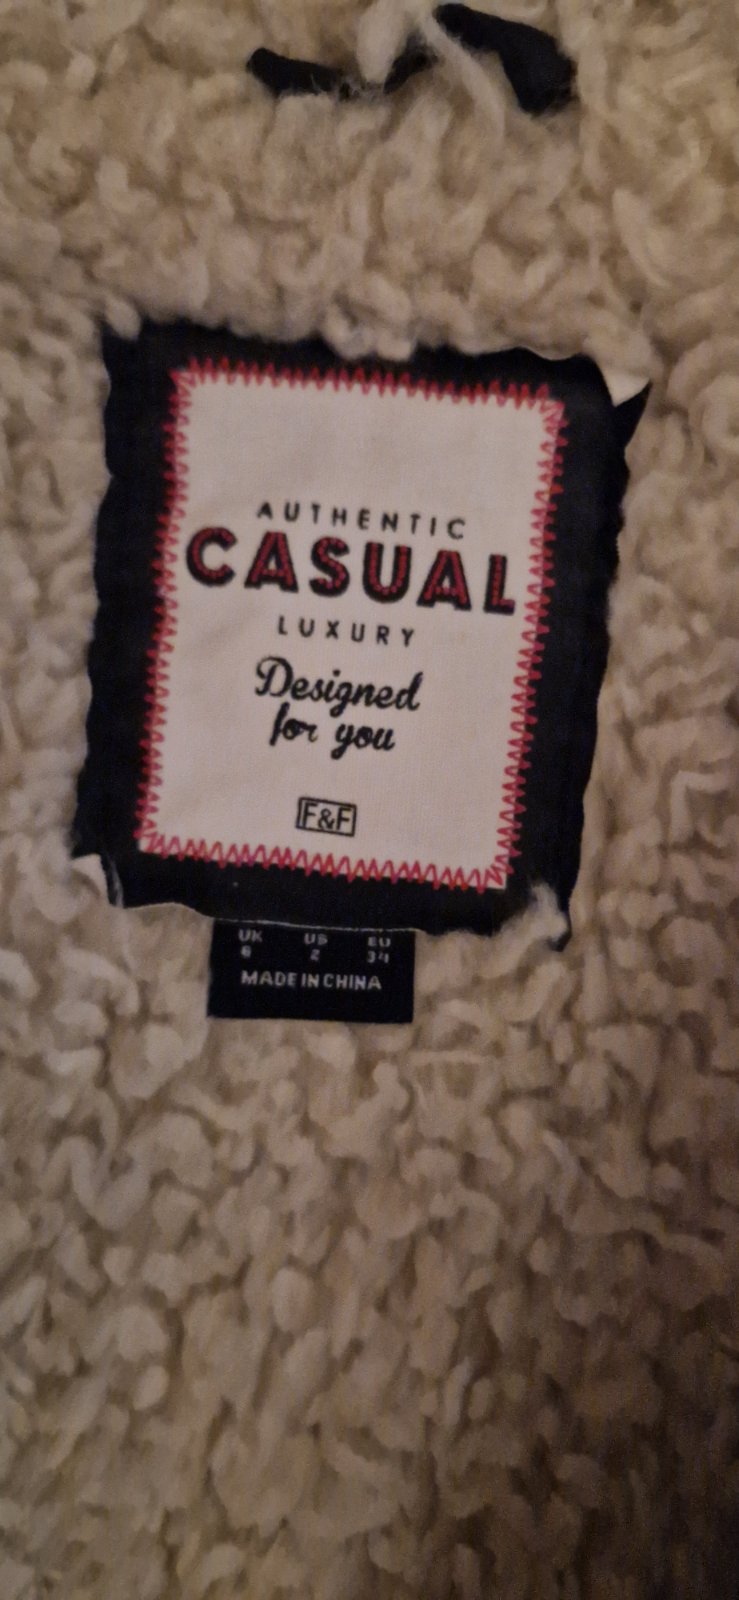 AUTHENTIC
CASUAL
LUXURY
Designed
for you
F&F
UK US EU
6 2 34
MADE IN CHINA